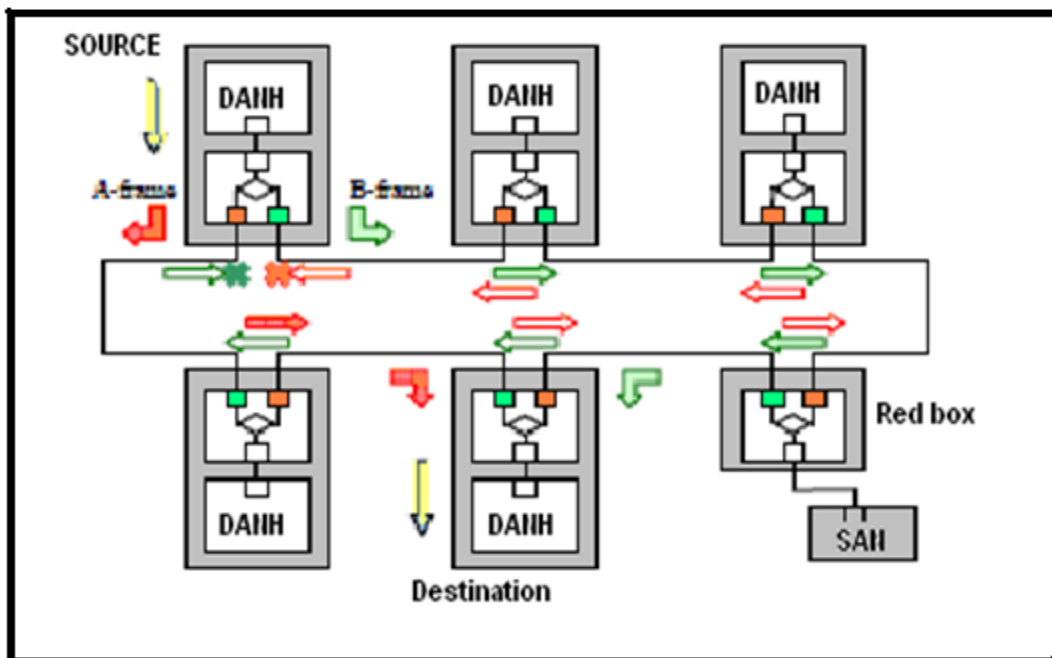 SOURCE
DANH
DANH
DANH
A-frame
B-frame
Red box
DANH
DANH
SAN
Destination